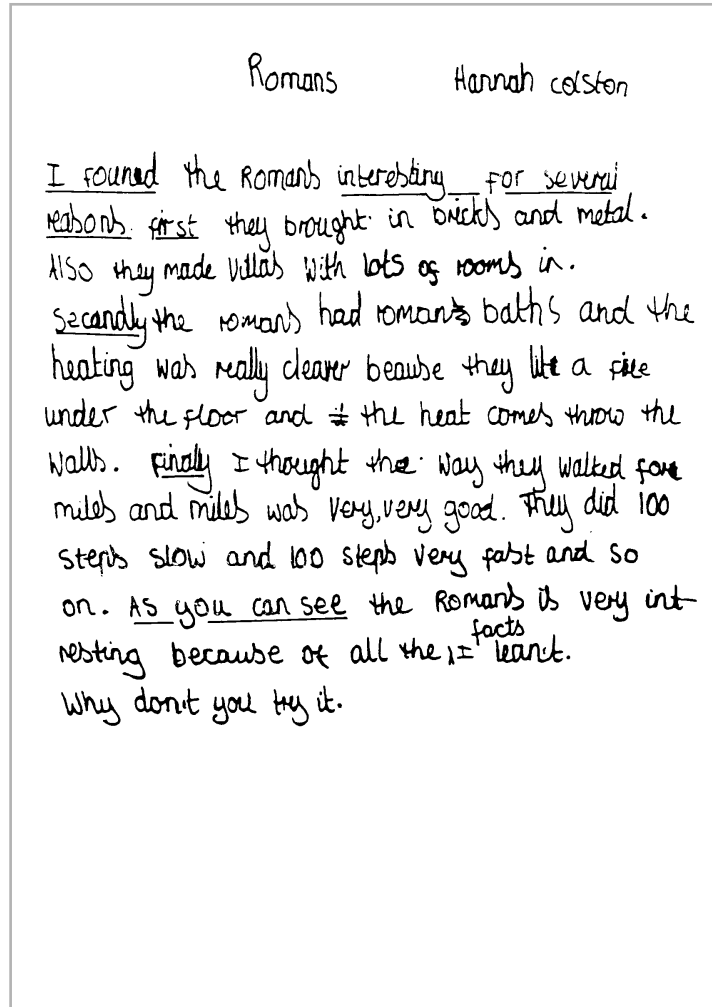 Romans Hannah colston
I founed the Romans interesting for several
reasons first they brought in bricks and metal.
Also they made villas with lots of rooms in.
Secandly the romans had romans baths and the
heating was really claver beause they lit a fire
under the floor and the heat comes throw the
walls. Finaly I thought the way they walked fore
miles and miles was very, very good. They did 100
steps slow and 100 steps very fast and so
on. As you can see the Romans is very int-
resting because of all the facts I leant.
Why don't you try it.